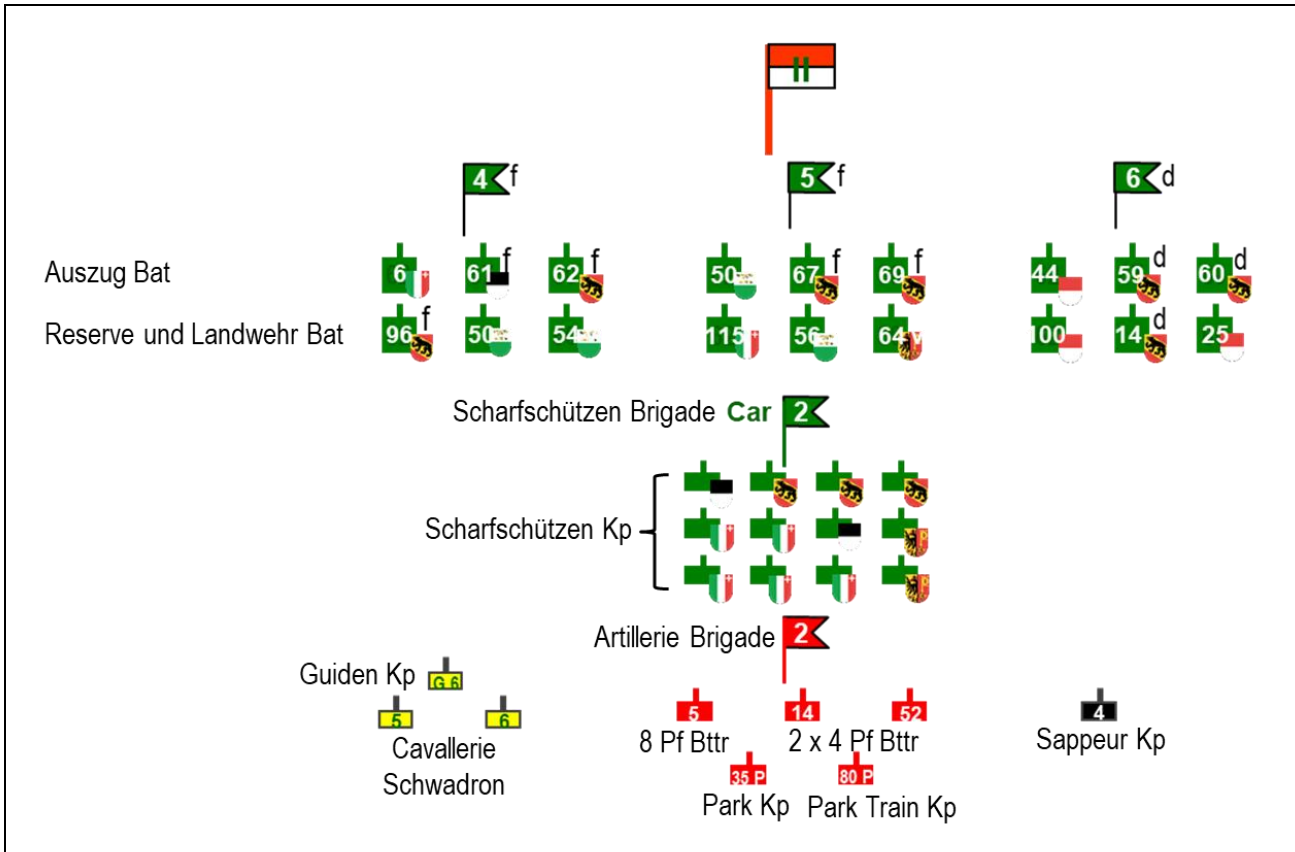 II
4 f 5 f 6 d
Auszug Bat 6 61 f 62 f 50 67 f 69 f 44 59 d 60 d
Reserve und Landwehr Bat 96 f 50 54 115 56 64 100 14 d 25
Scharfschützen Brigade Car 2
Scharfschützen Kp
Artillerie Brigade 2
Guiden Kp G 6
5 6 5 14 52 4
Cavallerie
Schwadron
8 Pf Bttr 2 x 4 Pf Bttr Sappeur Kp
35 P 80 P
Park Kp Park Train Kp